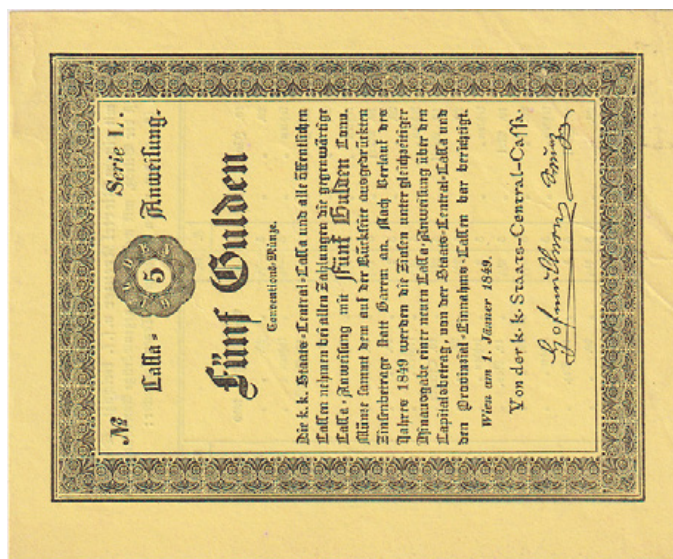 № Serie L.
Cassa- 5 Anweisung.
Fünf Gulden
Conventions-Münze.
Die k. k. Staats-Central-Cassa und alle öffentlichen
Cassen nehmen bei allen Zahlungen die gegenwärtige
Cassa-Anweisung mit Fünf Gulden Conv.
Münze sammt dem auf der Rückseite ausgedrückten
Zinsenbetrage statt Barem an. Nach Verlauf des
Jahres 1849 werden die Zinsen unter gleichzeitiger
Hinausgabe einer neuen Cassa-Anweisung über den
Capitalsbetrag, von der Staats-Central-Cassa und
den Provinzial-Einnahms-Cassen bar berichtigt.
Wien am 1. Jänner 1849.
Von der k. k. Staats-Central-Cassa.